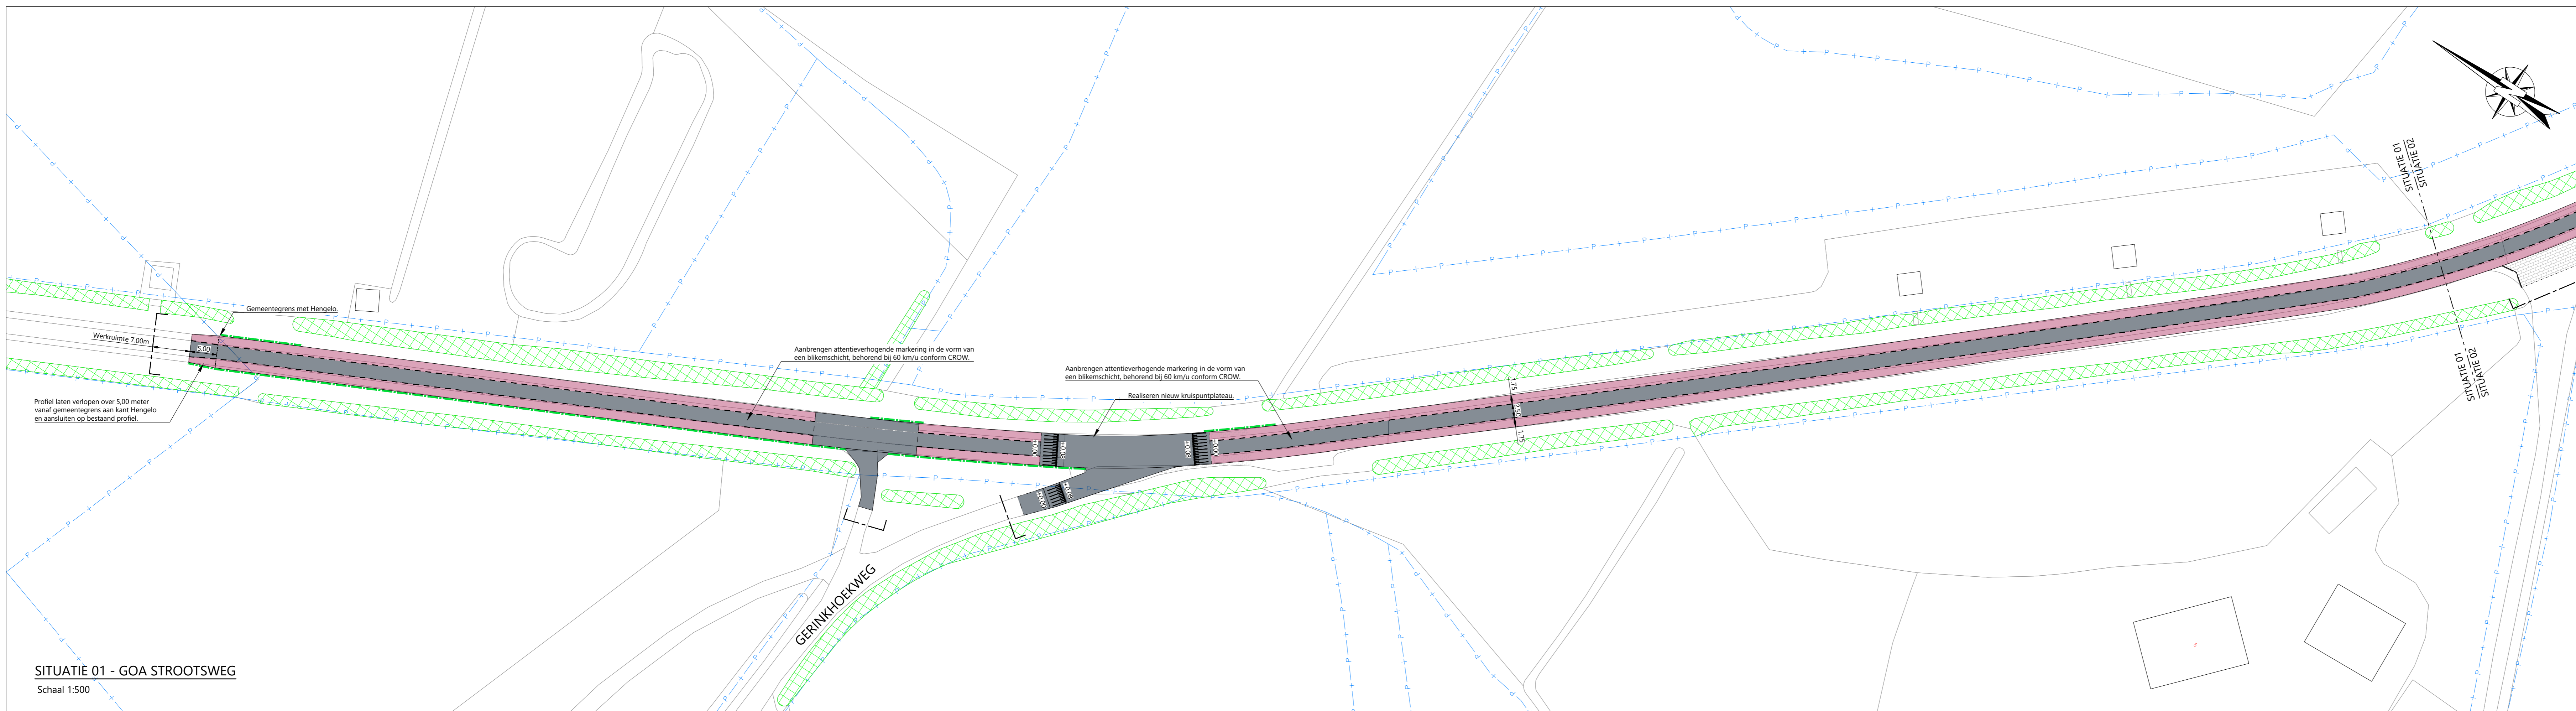 Gemeentegrens met Hengelo.
Werkruimte 7.00m
5.00
Profiel laten verlopen over 5,00 meter
vanaf gemeentegrens aan kant Hengelo
en aansluiten op bestaand profiel.
Aanbrengen attentieverhogende markering in de vorm van
een blikemschicht, behorend bij 60 km/u conform CROW.
Aanbrengen attentieverhogende markering in de vorm van
een blikemschicht, behorend bij 60 km/u conform CROW.
Realiseren nieuw kruispuntplateau.
1.75
1.75
SITUATIE 01
SITUATIE 02
SITUATIE 01
SITUATIE 02
GERINKHOEKWEG
SITUATIE 01 - GOA STROOTSWEG
Schaal 1:500